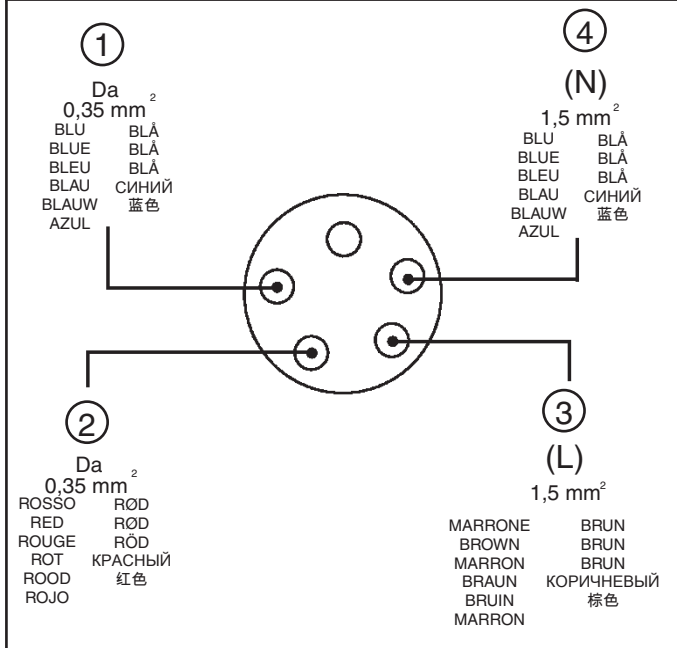 ①
Da
0,35 mm²
BLU BLÅ
BLUE BLÅ
BLEU BLÅ
BLAU СИНИЙ
BLAUW 蓝色
AZUL
④
(N)
1,5 mm²
BLU BLÅ
BLUE BLÅ
BLEU BLÅ
BLAU СИНИЙ
BLAUW 蓝色
AZUL
②
Da
0,35 mm²
ROSSO RØD
RED RØD
ROUGE RÖD
ROT КРАСНЫЙ
ROOD 红色
ROJO
③
(L)
1,5 mm²
MARRONE BRUN
BROWN BRUN
MARRON BRUN
BRAUN КОРИЧНЕВЫЙ
BRUIN 棕色
MARRON